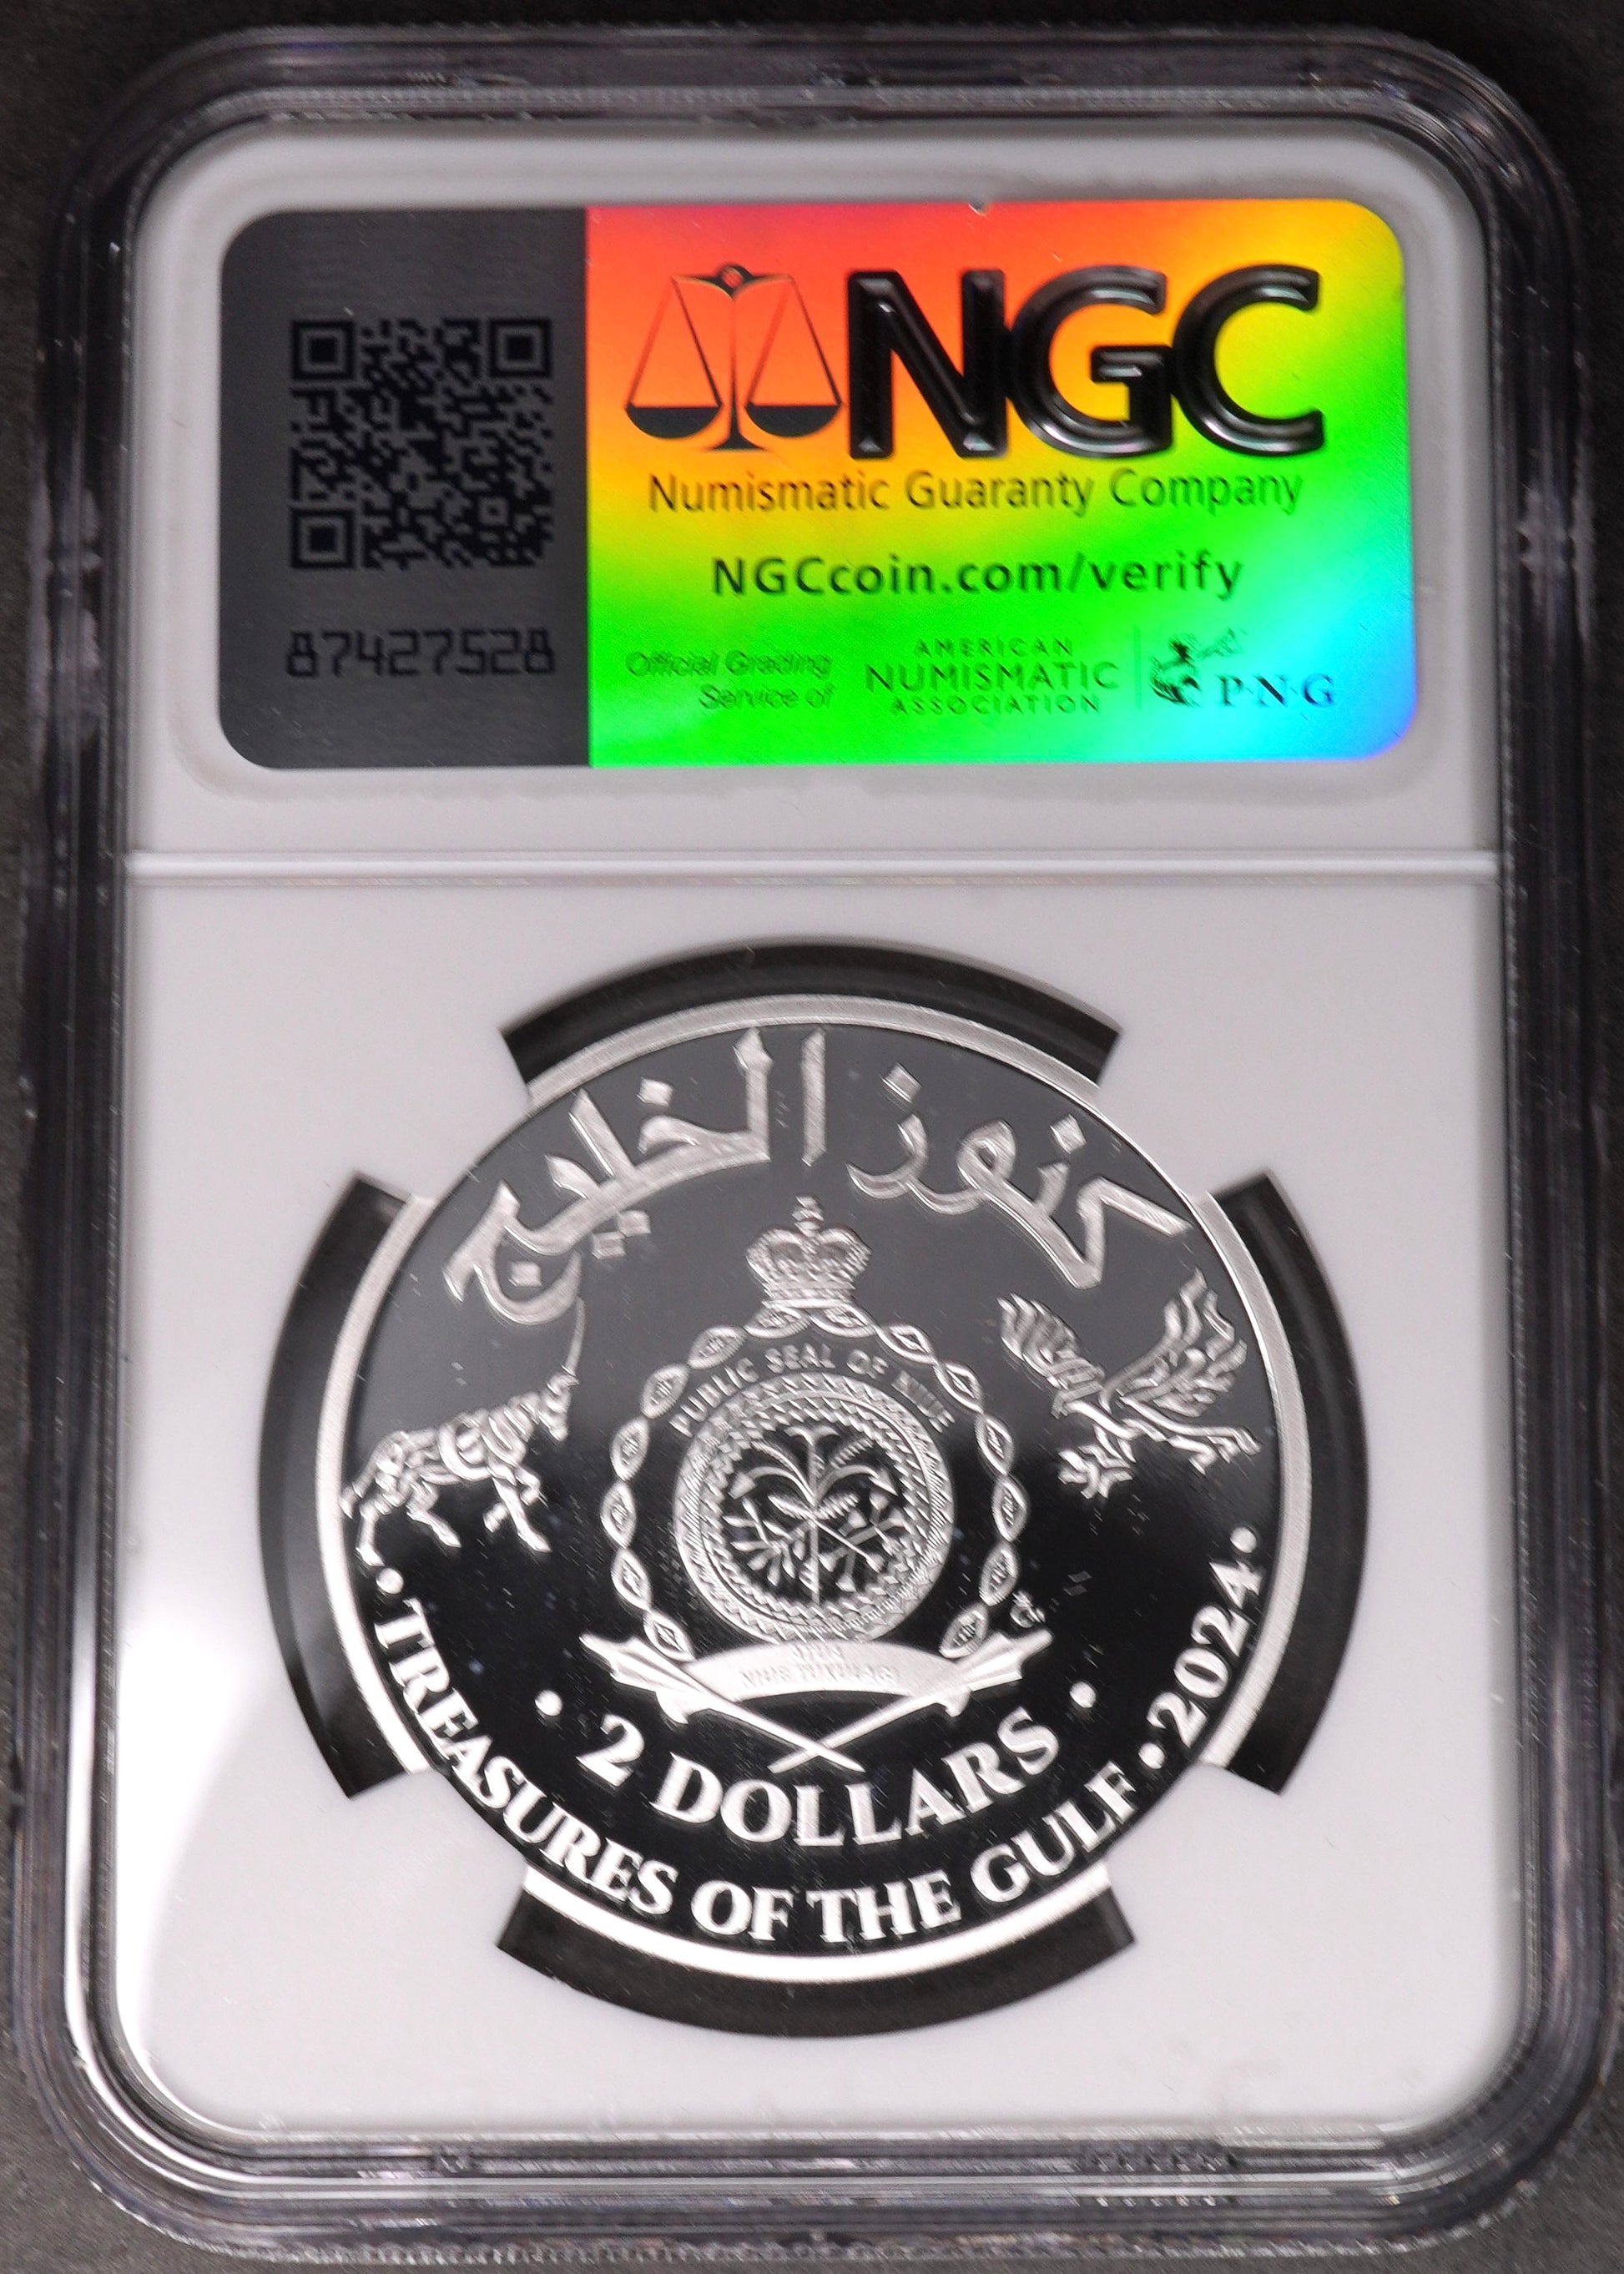 NGC
Numismatic Guaranty Company
NGCcoin.com/verify
87427528
Official Grading
Service of
AMERICAN
NUMISMATIC
ASSOCIATION
P·N·G
كنوز الخليج
PUBLIC SEAL OF NIUE
• 2 DOLLARS •
• TREASURES OF THE GULF • 2024 •